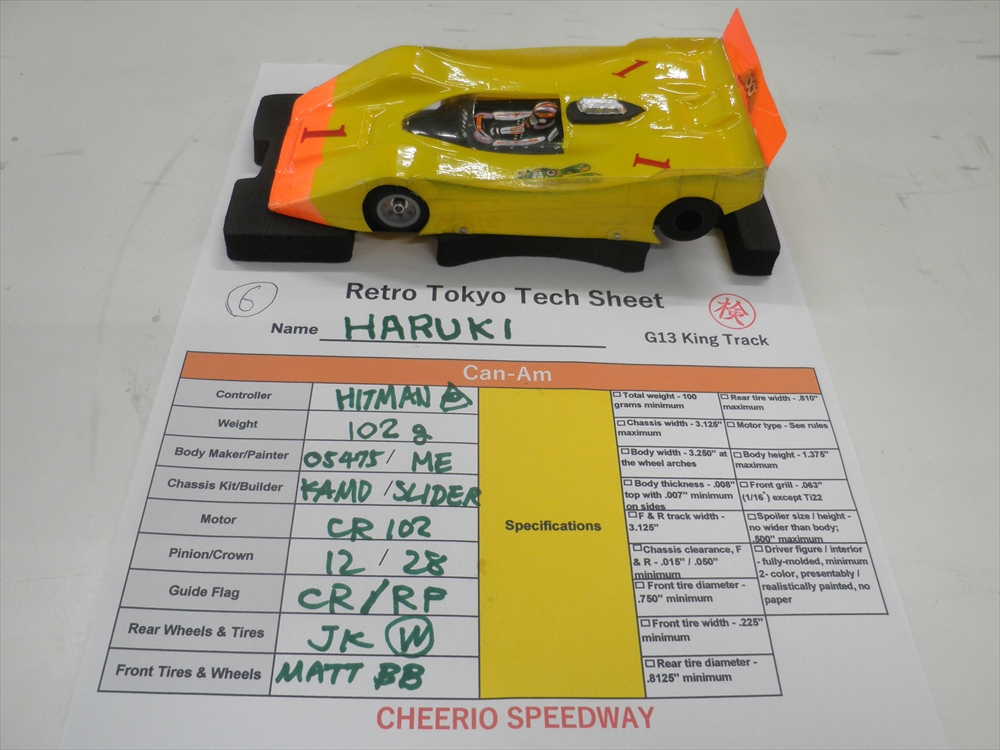 1
1
1
6
Retro Tokyo Tech Sheet
検
Name HARUKI
G13 King Track
Can-Am
Controller HITMAN
Weight 102 g
Body Maker/Painter 05475/ ME
Chassis Kit/Builder KAMO /SLIDER
Motor CR 102
Pinion/Crown 12 / 28
Guide Flag CR/RP
Rear Wheels & Tires JK W
Front Tires & Wheels MATT BB
Specifications
Total weight - 100
grams minimum
Chassis width - 3.125"
maximum
Body width - 3.250" at
the wheel arches
Body thickness - .008"
top with .007" minimum
on sides
F & R track width -
3.125"
Chassis clearance, F
& R - .015" / .050"
minimum
Front tire diameter -
.750" minimum
Front tire width - .225"
minimum
Rear tire diameter -
.8125" minimum
Rear tire width - .810"
maximum
Motor type - See rules
Body height - 1.375"
maximum
Front grill - .063"
(1/16") except Ti22
Spoiler size / height -
no wider than body;
.500" maximum
Driver figure / interior
- fully-molded, minimum
2- color, presentably /
realistically painted, no
paper
CHEERIO SPEEDWAY